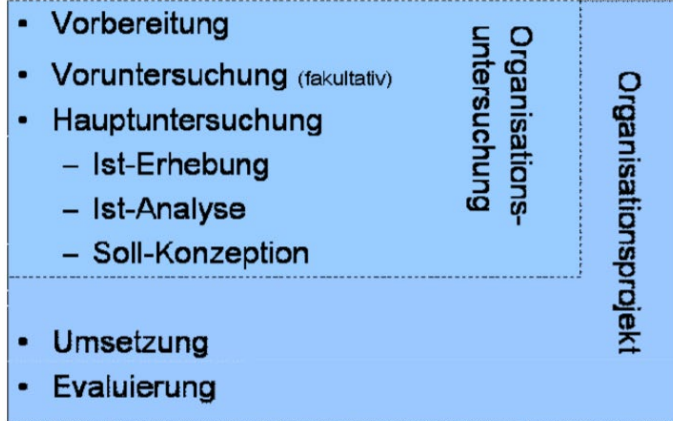 • Vorbereitung
• Voruntersuchung (fakultativ)
• Hauptuntersuchung
– Ist-Erhebung
– Ist-Analyse
– Soll-Konzeption
Organisations-
untersuchung
• Umsetzung
• Evaluierung
Organisationsprojekt